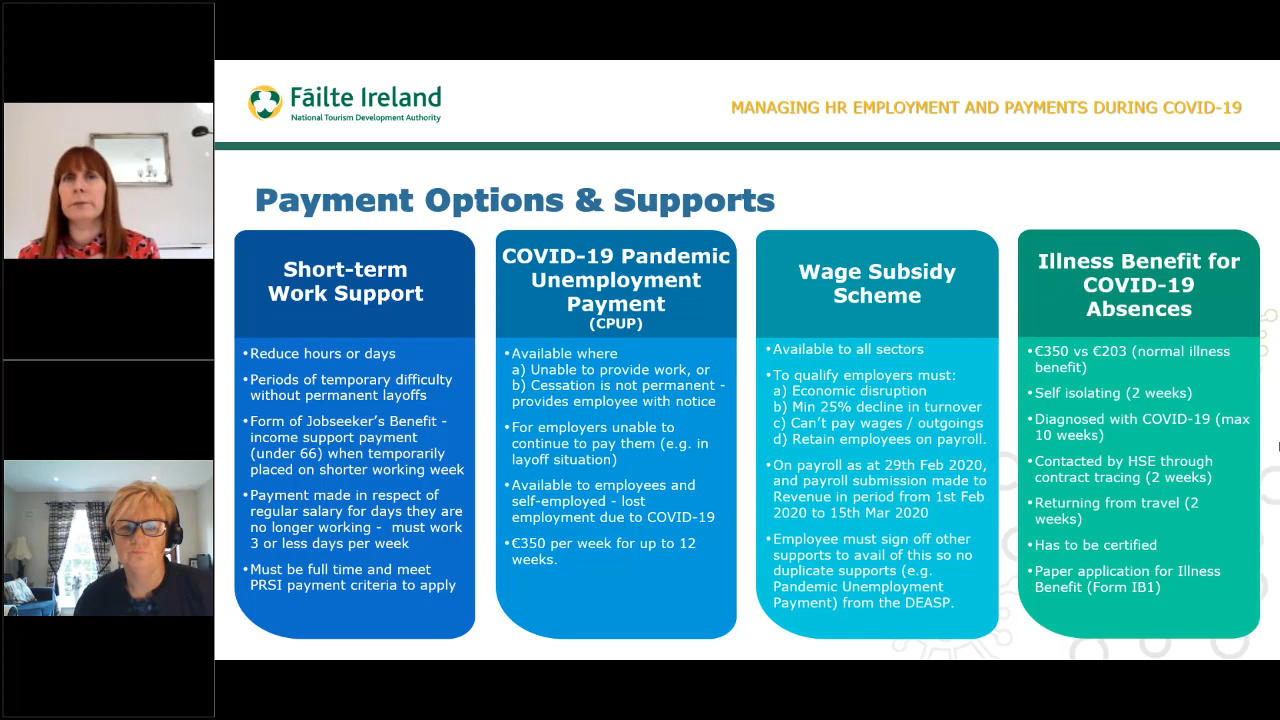 Fáilte Ireland
National Tourism Development Authority
MANAGING HR EMPLOYMENT AND PAYMENTS DURING COVID-19
Payment Options & Supports
Short-term
Work Support
•Reduce hours or days
•Periods of temporary difficulty
without permanent layoffs
•Form of Jobseeker's Benefit -
income support payment
(under 66) when temporarily
placed on shorter working week
•Payment made in respect of
regular salary for days they are
no longer working - must work
3 or less days per week
•Must be full time and meet
PRSI payment criteria to apply
COVID-19 Pandemic
Unemployment
Payment
(CPUP)
•Available where
a) Unable to provide work, or
b) Cessation is not permanent -
provides employee with notice
•For employers unable to
continue to pay them (e.g. in
layoff situation)
•Available to employees and
self-employed - lost
employment due to COVID-19
•€350 per week for up to 12
weeks.
Wage Subsidy
Scheme
•Available to all sectors
•To qualify employers must:
a) Economic disruption
b) Min 25% decline in turnover
c) Can't pay wages / outgoings
d) Retain employees on payroll.
•On payroll as at 29th Feb 2020,
and payroll submission made to
Revenue in period from 1st Feb
2020 to 15th Mar 2020
•Employee must sign off other
supports to avail of this so no
duplicate supports (e.g.
Pandemic Unemployment
Payment) from the DEASP.
Illness Benefit for
COVID-19
Absences
•€350 vs €203 (normal illness
benefit)
•Self isolating (2 weeks)
•Diagnosed with COVID-19 (max
10 weeks)
•Contacted by HSE through
contract tracing (2 weeks)
•Returning from travel (2
weeks)
•Has to be certified
•Paper application for Illness
Benefit (Form IB1)